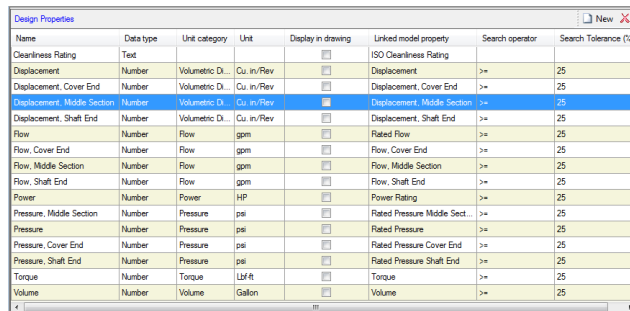 Design Properties New
Name Data type Unit category Unit Display in drawing Linked model property Search operator Search Tolerance (%
Cleanliness Rating Text ISO Cleanliness Rating
Displacement Number Volumetric Di... Cu. in/Rev Displacement >= 25
Displacement, Cover End Number Volumetric Di... Cu. in/Rev Displacement, Cover End >= 25
Displacement, Middle Section Number Volumetric Di... Cu. in/Rev Displacement, Middle Section >= 25
Displacement, Shaft End Number Volumetric Di... Cu. in/Rev Displacement, Shaft End >= 25
Flow Number Flow gpm Rated Flow >= 25
Flow, Cover End Number Flow gpm Flow, Cover End >= 25
Flow, Middle Section Number Flow gpm Flow, Middle Section >= 25
Flow, Shaft End Number Flow gpm Flow, Shaft End >= 25
Power Number Power HP Power Rating >= 25
Pressure, Middle Section Number Pressure psi Rated Pressure Middle Sect... >= 25
Pressure Number Pressure psi Rated Pressure >= 25
Pressure, Cover End Number Pressure psi Rated Pressure Cover End >= 25
Pressure, Shaft End Number Pressure psi Rated Pressure Shaft End >= 25
Torque Number Torque Lbf-ft Torque >= 25
Volume Number Volume Gallon Volume >= 25